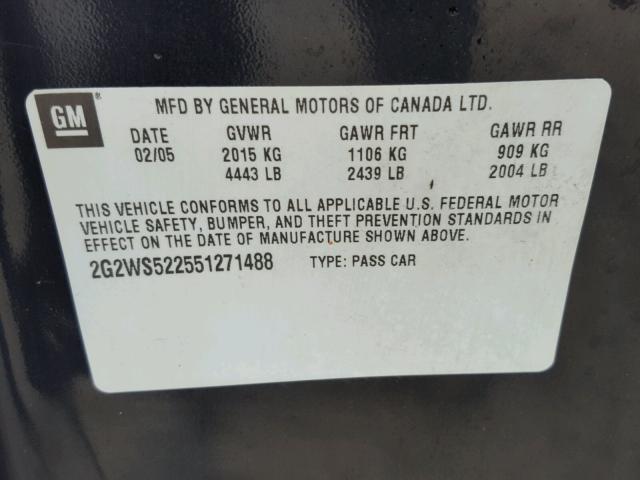 GM
MFD BY GENERAL MOTORS OF CANADA LTD.
DATE GVWR GAWR FRT GAWR RR
02/05 2015 KG 1106 KG 909 KG
4443 LB 2439 LB 2004 LB
THIS VEHICLE CONFORMS TO ALL APPLICABLE U.S. FEDERAL MOTOR
VEHICLE SAFETY, BUMPER, AND THEFT PREVENTION STANDARDS IN
EFFECT ON THE DATE OF MANUFACTURE SHOWN ABOVE.
2G2WS522551271488 TYPE: PASS CAR